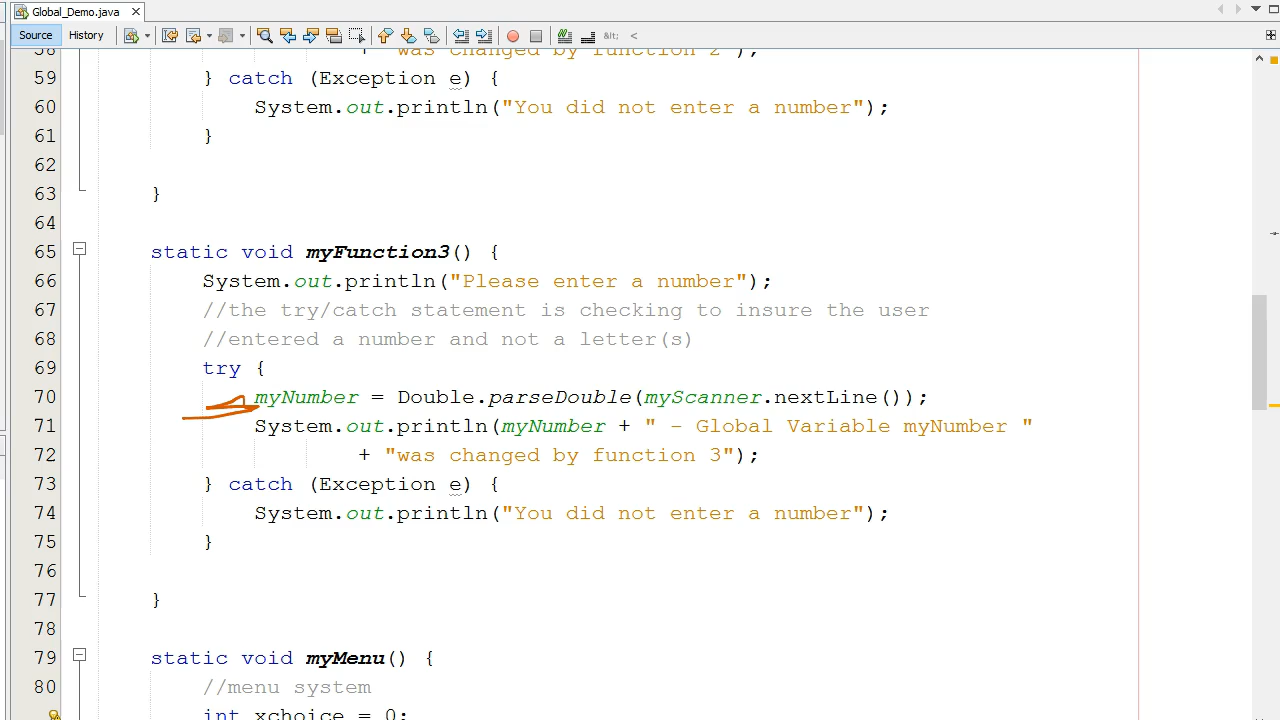 Global_Demo.java ×
Source History &lt; <
+ "was changed by function 2");
59 } catch (Exception e) {
60 System.out.println("You did not enter a number");
61 }
62
63 }
64
65 static void myFunction3() {
66 System.out.println("Please enter a number");
67 //the try/catch statement is checking to insure the user
68 //entered a number and not a letter(s)
69 try {
70 myNumber = Double.parseDouble(myScanner.nextLine());
71 System.out.println(myNumber + " - Global Variable myNumber "
72 + "was changed by function 3");
73 } catch (Exception e) {
74 System.out.println("You did not enter a number");
75 }
76
77 }
78
79 static void myMenu() {
80 //menu system
int xchoice = 0;